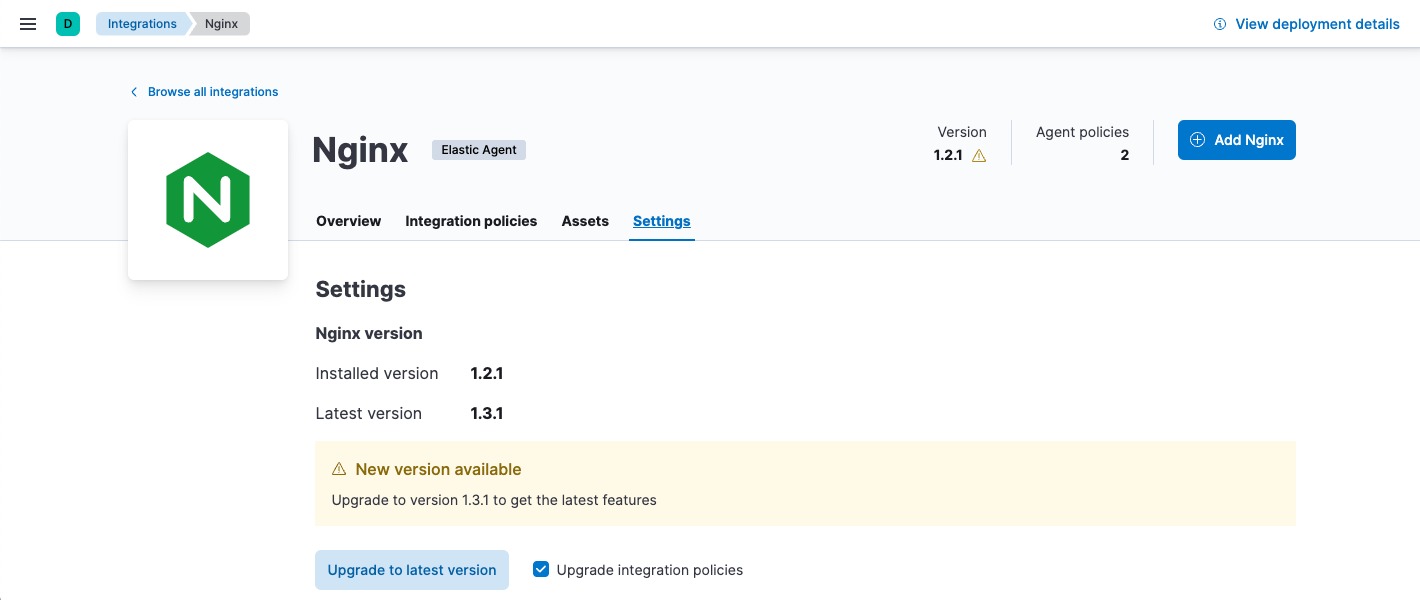 D Integrations Nginx View deployment details
Browse all integrations
N
Nginx Elastic Agent
Version
1.2.1
Agent policies
2
Add Nginx
Overview Integration policies Assets Settings
Settings
Nginx version
Installed version 1.2.1
Latest version 1.3.1
New version available
Upgrade to version 1.3.1 to get the latest features
Upgrade to latest version Upgrade integration policies